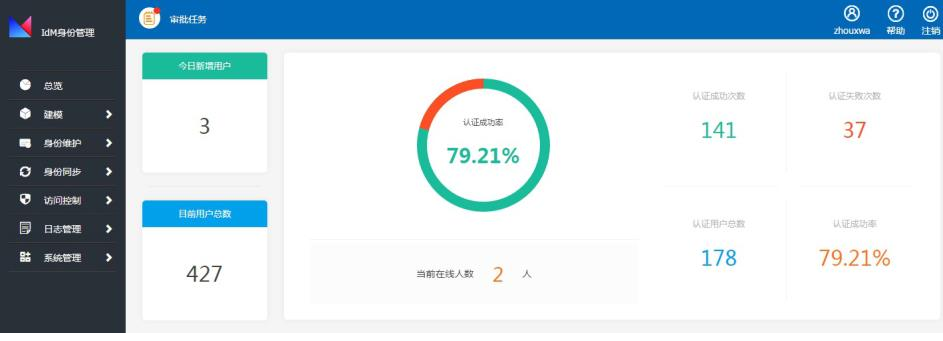 IdM身份管理
审批任务
zhouxwa
帮助
注销
总览
建模
身份维护
身份同步
访问控制
日志管理
系统管理
今日新增用户
3
目前用户总数
427
认证成功率
79.21%
当前在线人数 2 人
认证成功次数
141
认证失败次数
37
认证用户总数
178
认证成功率
79.21%